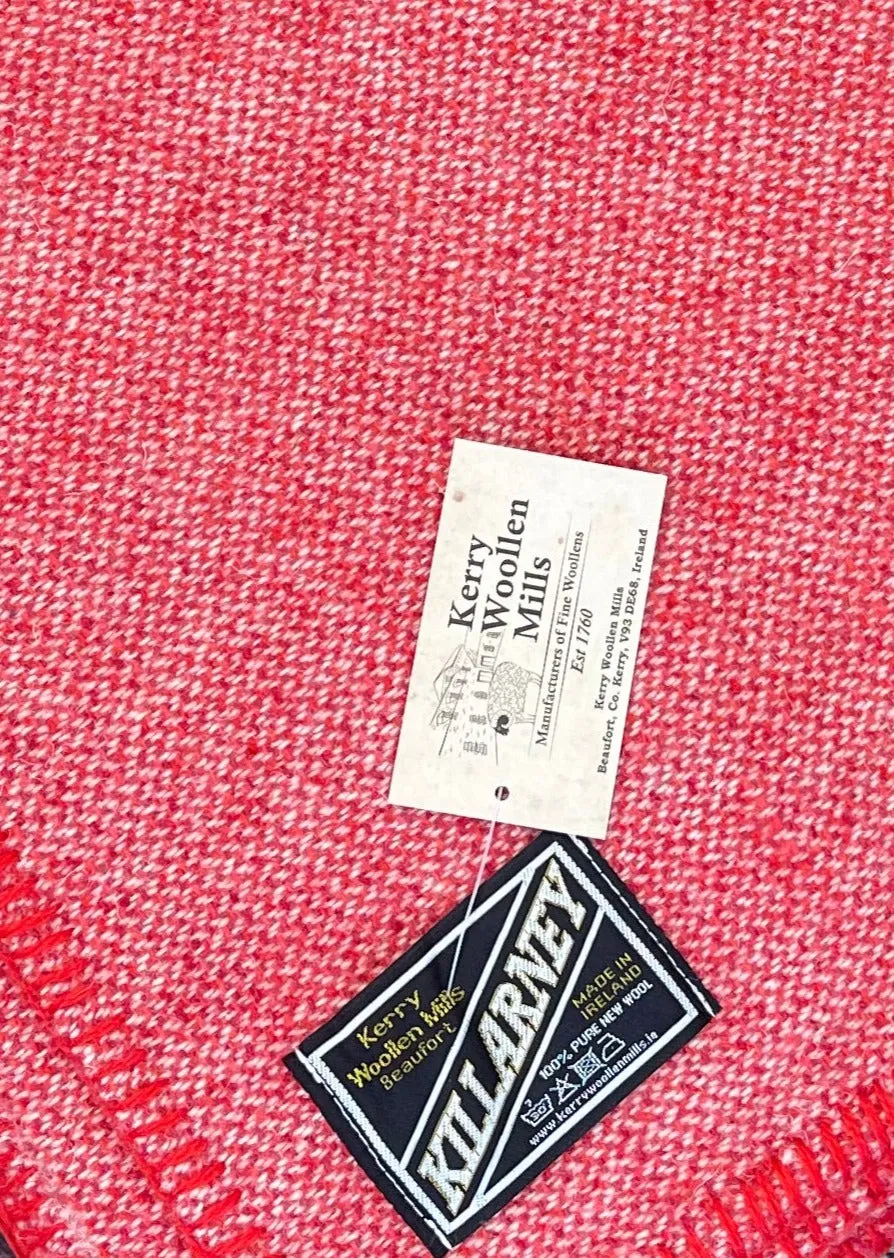 Kerry
Woollen
Mills
Manufacturers of Fine Woollens
Est 1760
Kerry Woollen Mills
Beaufort, Co. Kerry, V93 DE68, Ireland
Kerry
Woollen Mills
Beaufort
KILLARNEY
MADE IN
IRELAND
100% PURE NEW WOOL
30°
www.kerrywoollenmills.ie